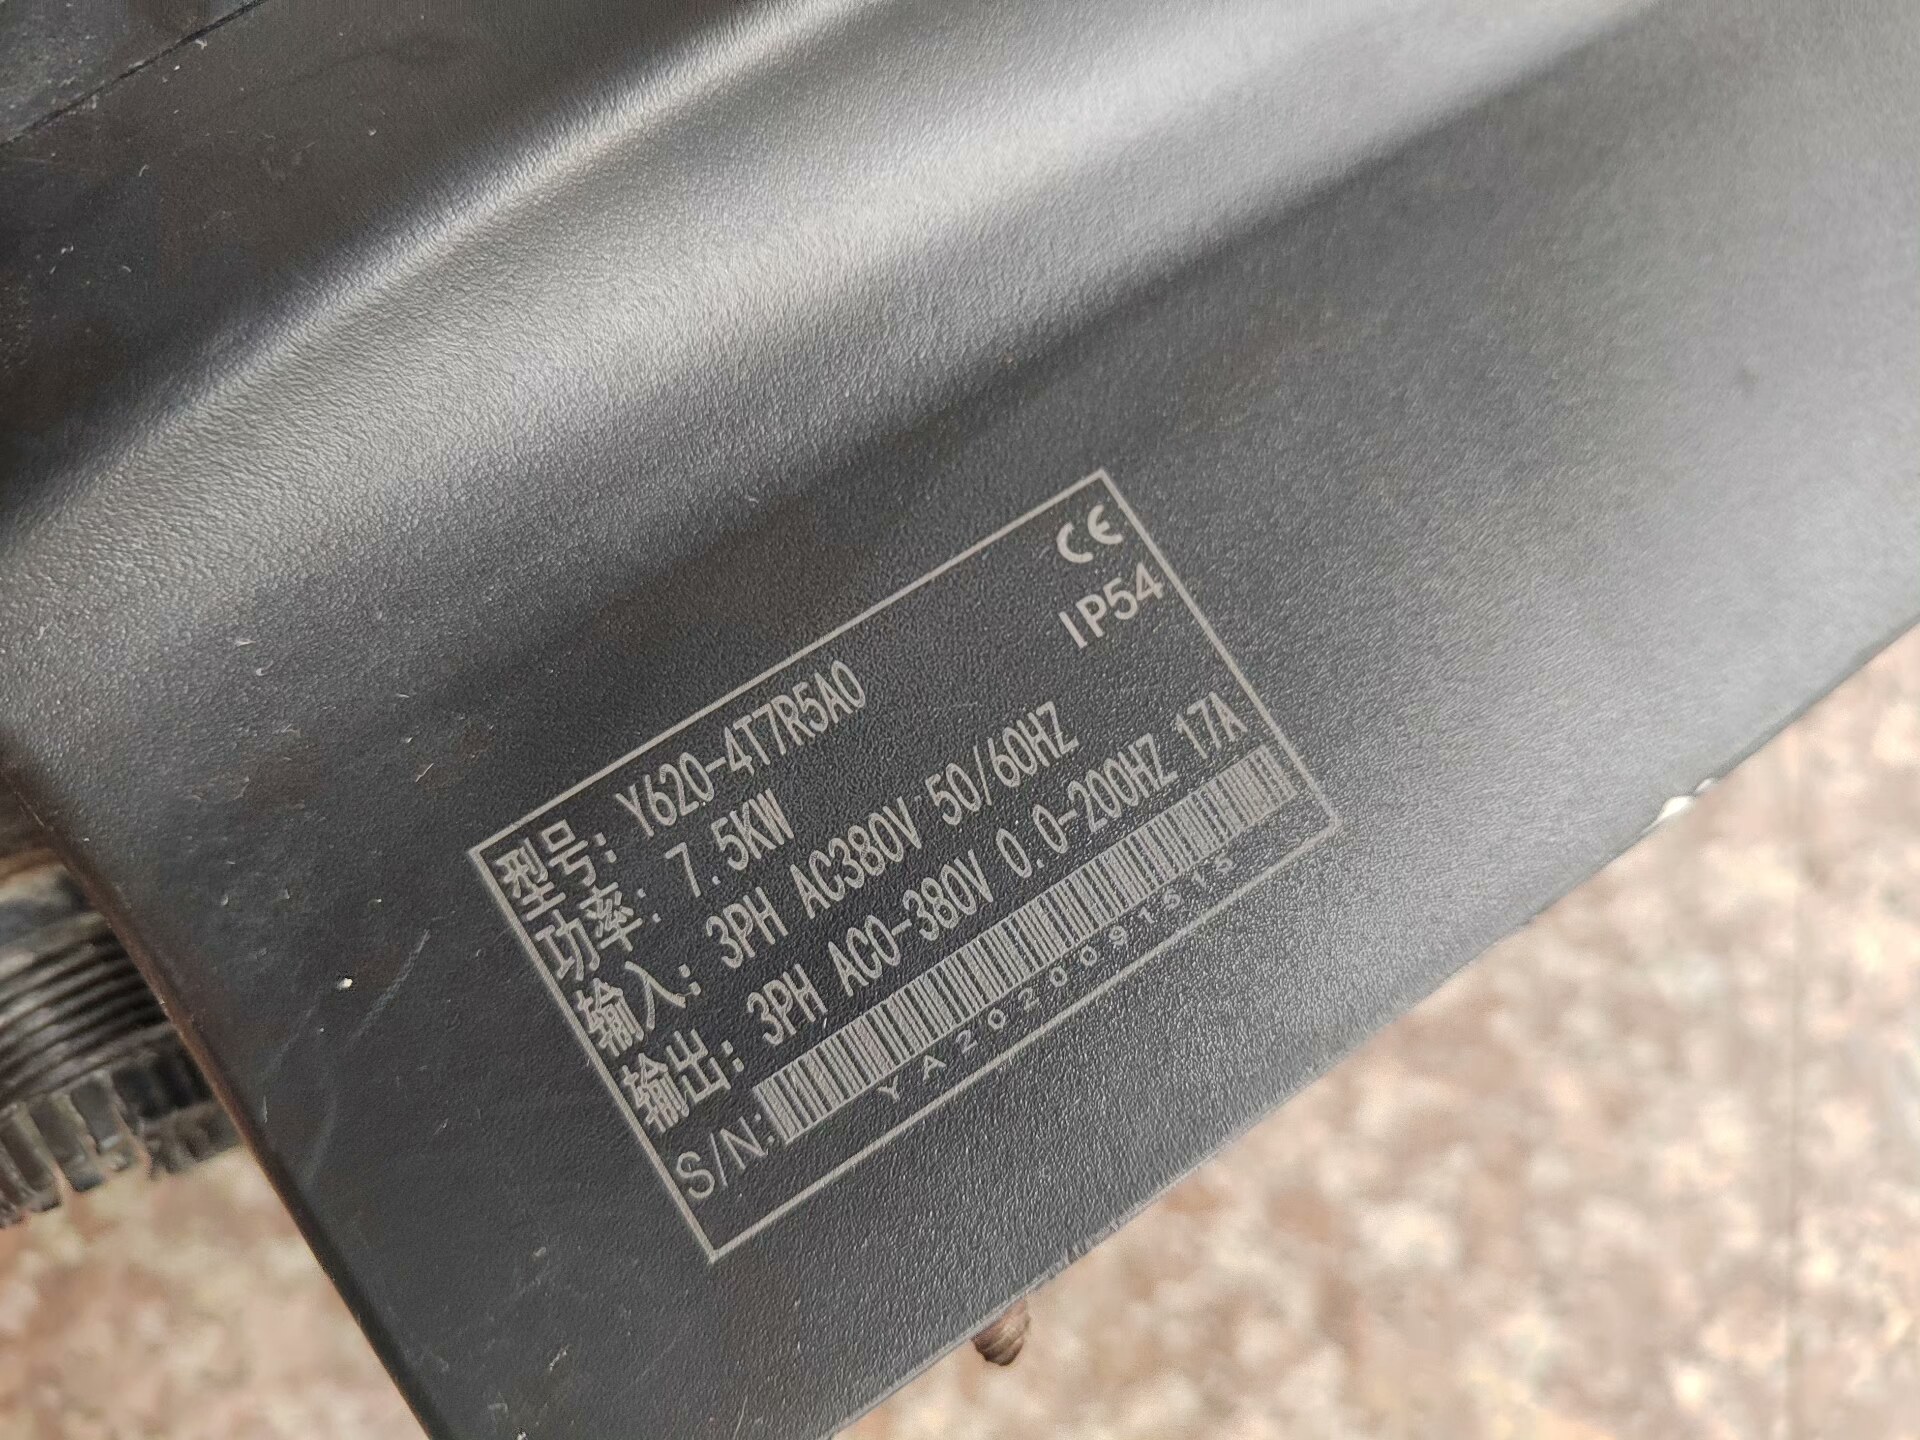 CE
型号: Y620-4T7R5A0 IP54
功率: 7.5KW
输入: 3PH AC380V 50/60HZ
输出: 3PH AC0-380V 0.0-200HZ 17A
S/N:
YA20200915515